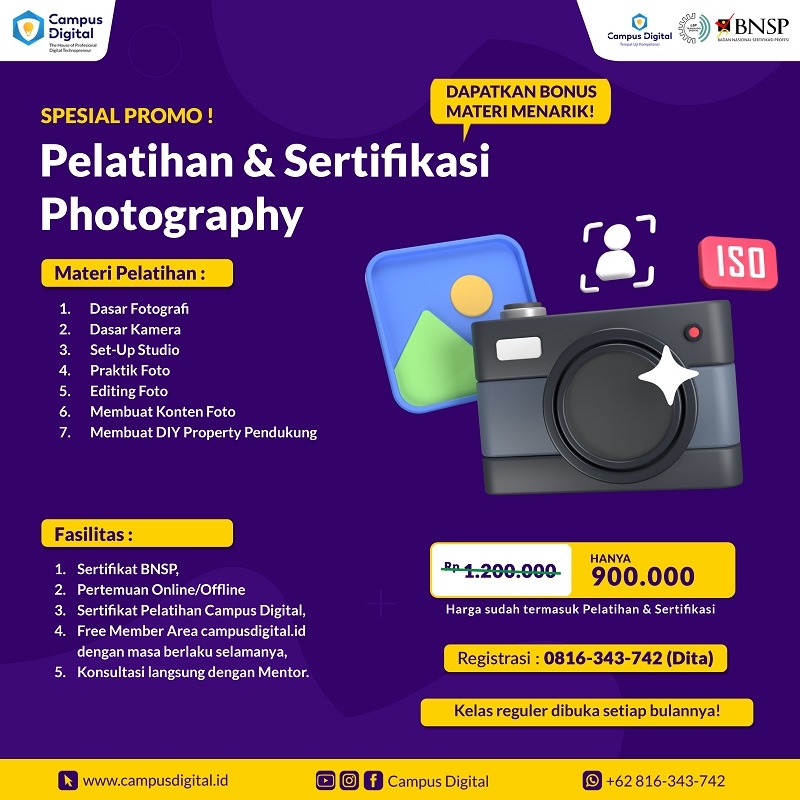 Campus
Digital
The House of Profesional
Digital Technopreneur
Campus Digital
Tempat Uji Kompetensi
BNSP
BADAN NASIONAL SERTIFIKASI PROFESI
DAPATKAN BONUS
MATERI MENARIK!
SPESIAL PROMO !
Pelatihan & Sertifikasi
Photography
ISO
Materi Pelatihan :
1. Dasar Fotografi
2. Dasar Kamera
3. Set-Up Studio
4. Praktik Foto
5. Editing Foto
6. Membuat Konten Foto
7. Membuat DIY Property Pendukung
Fasilitas :
1. Sertifikat BNSP,
2. Pertemuan Online/Offline
3. Sertifikat Pelatihan Campus Digital,
4. Free Member Area campusdigital.id
dengan masa berlaku selamanya,
5. Konsultasi langsung dengan Mentor.
Rp 1.200.000
HANYA
900.000
Harga sudah termasuk Pelatihan & Sertifikasi
Registrasi : 0816-343-742 (Dita)
Kelas reguler dibuka setiap bulannya!
www.campusdigital.id
Campus Digital
+62 816-343-742